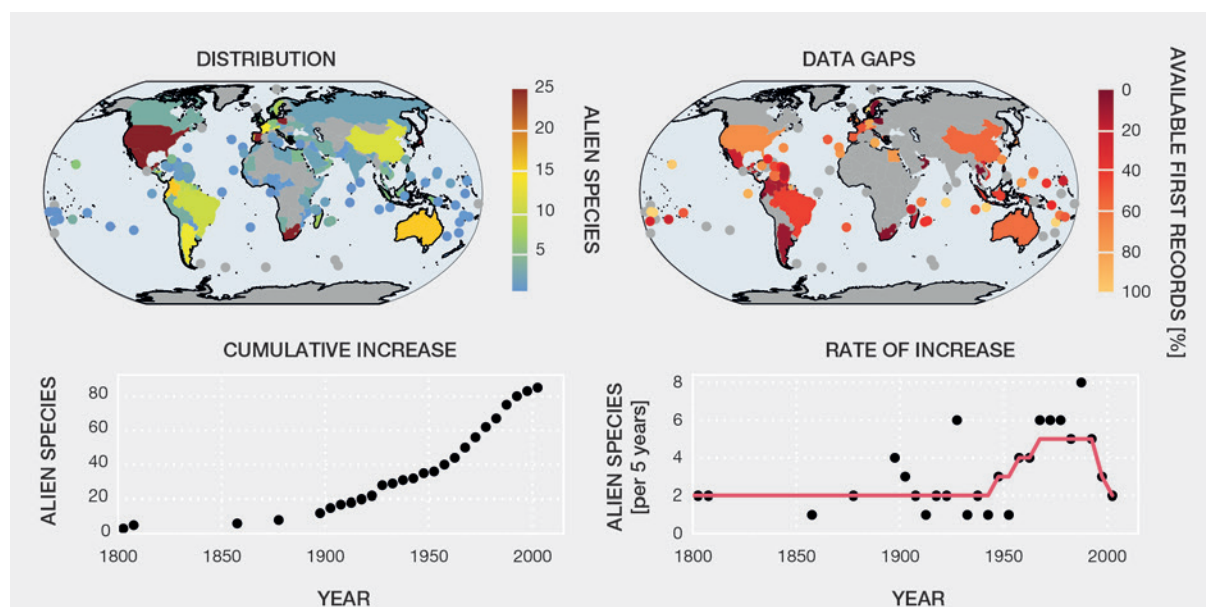 DISTRIBUTION
25
20
15
10
5
ALIEN SPECIES
DATA GAPS
0
20
40
60
80
100
AVAILABLE FIRST RECORDS [%]
CUMULATIVE INCREASE
ALIEN SPECIES
80
60
40
20
0
1800
1850
1900
1950
2000
YEAR
RATE OF INCREASE
ALIEN SPECIES
[per 5 years]
8
6
4
2
0
1800
1850
1900
1950
2000
YEAR